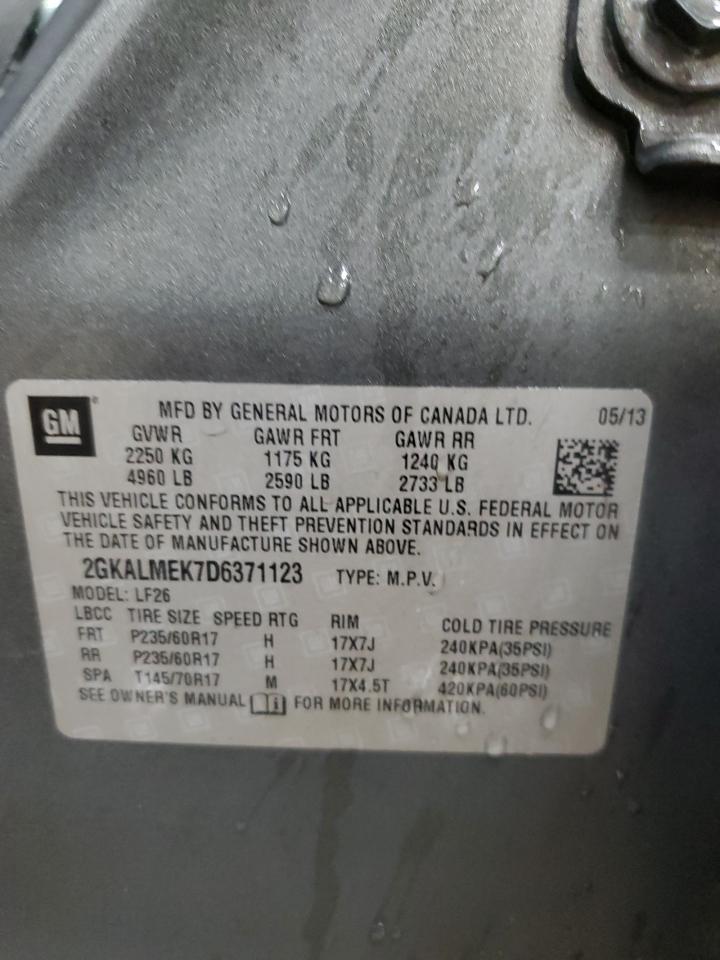 GM
MFD BY GENERAL MOTORS OF CANADA LTD. 05/13
GVWR GAWR FRT GAWR RR
2250 KG 1175 KG 1240 KG
4960 LB 2590 LB 2733 LB
THIS VEHICLE CONFORMS TO ALL APPLICABLE U.S. FEDERAL MOTOR
VEHICLE SAFETY AND THEFT PREVENTION STANDARDS IN EFFECT ON
THE DATE OF MANUFACTURE SHOWN ABOVE.
2GKALMEK7D6371123 TYPE: M.P.V.
MODEL: LF26
LBCC TIRE SIZE SPEED RTG RIM COLD TIRE PRESSURE
FRT P235/60R17 H 17X7J 240KPA(35PSI)
RR P235/60R17 H 17X7J 240KPA(35PSI)
SPA T145/70R17 M 17X4.5T 420KPA(60PSI)
SEE OWNER'S MANUAL i FOR MORE INFORMATION.